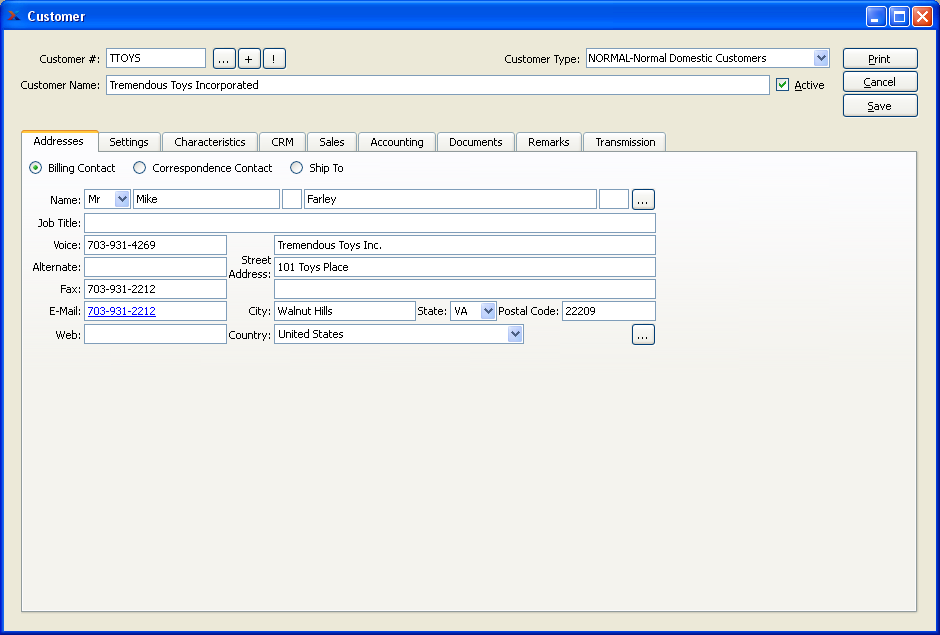 Customer
Customer #: TTOYS ... + ! Customer Type: NORMAL-Normal Domestic Customers Print
Customer Name: Tremendous Toys Incorporated Active Cancel
Save
Addresses Settings Characteristics CRM Sales Accounting Documents Remarks Transmission
Billing Contact Correspondence Contact Ship To
Name: Mr Mike Farley ...
Job Title:
Voice: 703-931-4269 Street Address: Tremendous Toys Inc.
Alternate: 101 Toys Place
Fax: 703-931-2212
E-Mail: 703-931-2212 City: Walnut Hills State: VA Postal Code: 22209
Web: Country: United States ...